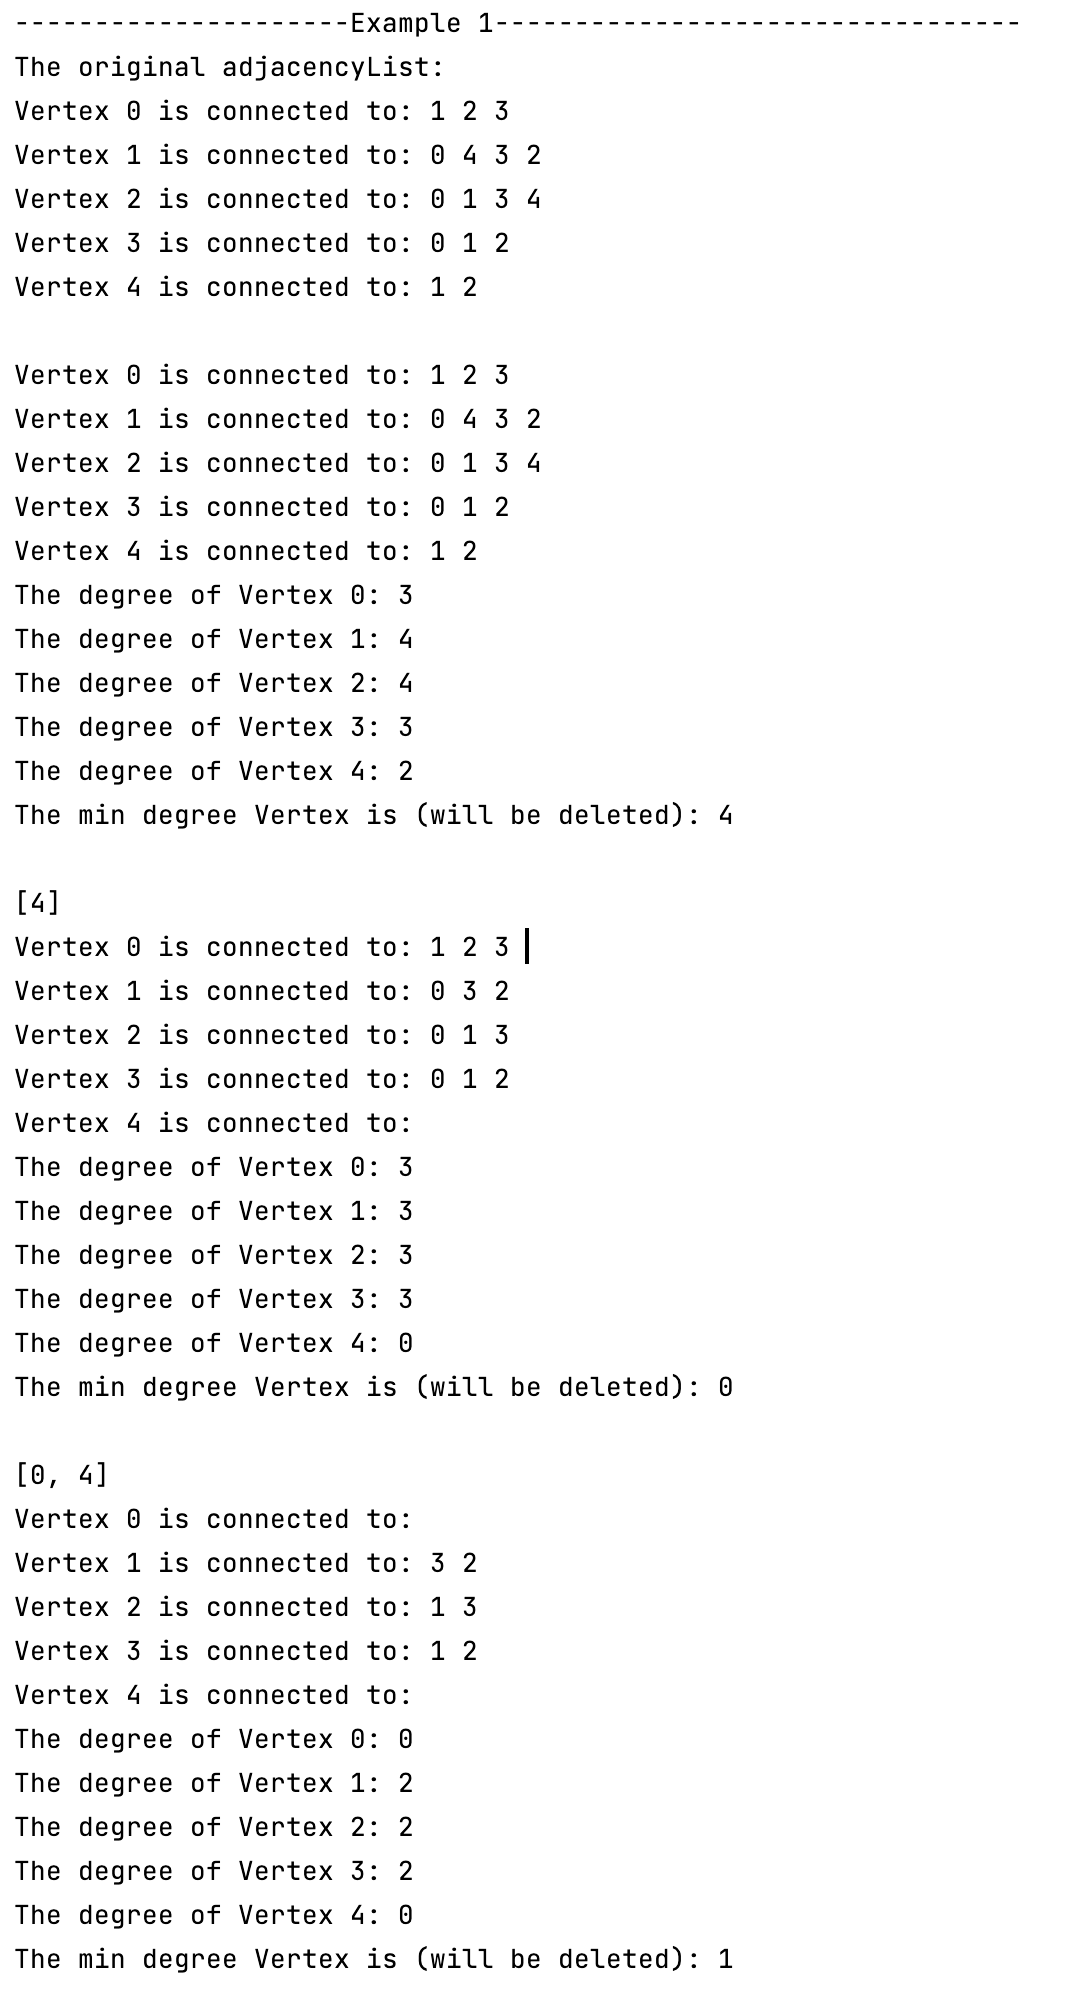 ---------------------Example 1---------------------------------
The original adjacencyList:
Vertex 0 is connected to: 1 2 3
Vertex 1 is connected to: 0 4 3 2
Vertex 2 is connected to: 0 1 3 4
Vertex 3 is connected to: 0 1 2
Vertex 4 is connected to: 1 2

Vertex 0 is connected to: 1 2 3
Vertex 1 is connected to: 0 4 3 2
Vertex 2 is connected to: 0 1 3 4
Vertex 3 is connected to: 0 1 2
Vertex 4 is connected to: 1 2
The degree of Vertex 0: 3
The degree of Vertex 1: 4
The degree of Vertex 2: 4
The degree of Vertex 3: 3
The degree of Vertex 4: 2
The min degree Vertex is (will be deleted): 4

[4]
Vertex 0 is connected to: 1 2 3
Vertex 1 is connected to: 0 3 2
Vertex 2 is connected to: 0 1 3
Vertex 3 is connected to: 0 1 2
Vertex 4 is connected to:
The degree of Vertex 0: 3
The degree of Vertex 1: 3
The degree of Vertex 2: 3
The degree of Vertex 3: 3
The degree of Vertex 4: 0
The min degree Vertex is (will be deleted): 0

[0, 4]
Vertex 0 is connected to:
Vertex 1 is connected to: 3 2
Vertex 2 is connected to: 1 3
Vertex 3 is connected to: 1 2
Vertex 4 is connected to:
The degree of Vertex 0: 0
The degree of Vertex 1: 2
The degree of Vertex 2: 2
The degree of Vertex 3: 2
The degree of Vertex 4: 0
The min degree Vertex is (will be deleted): 1